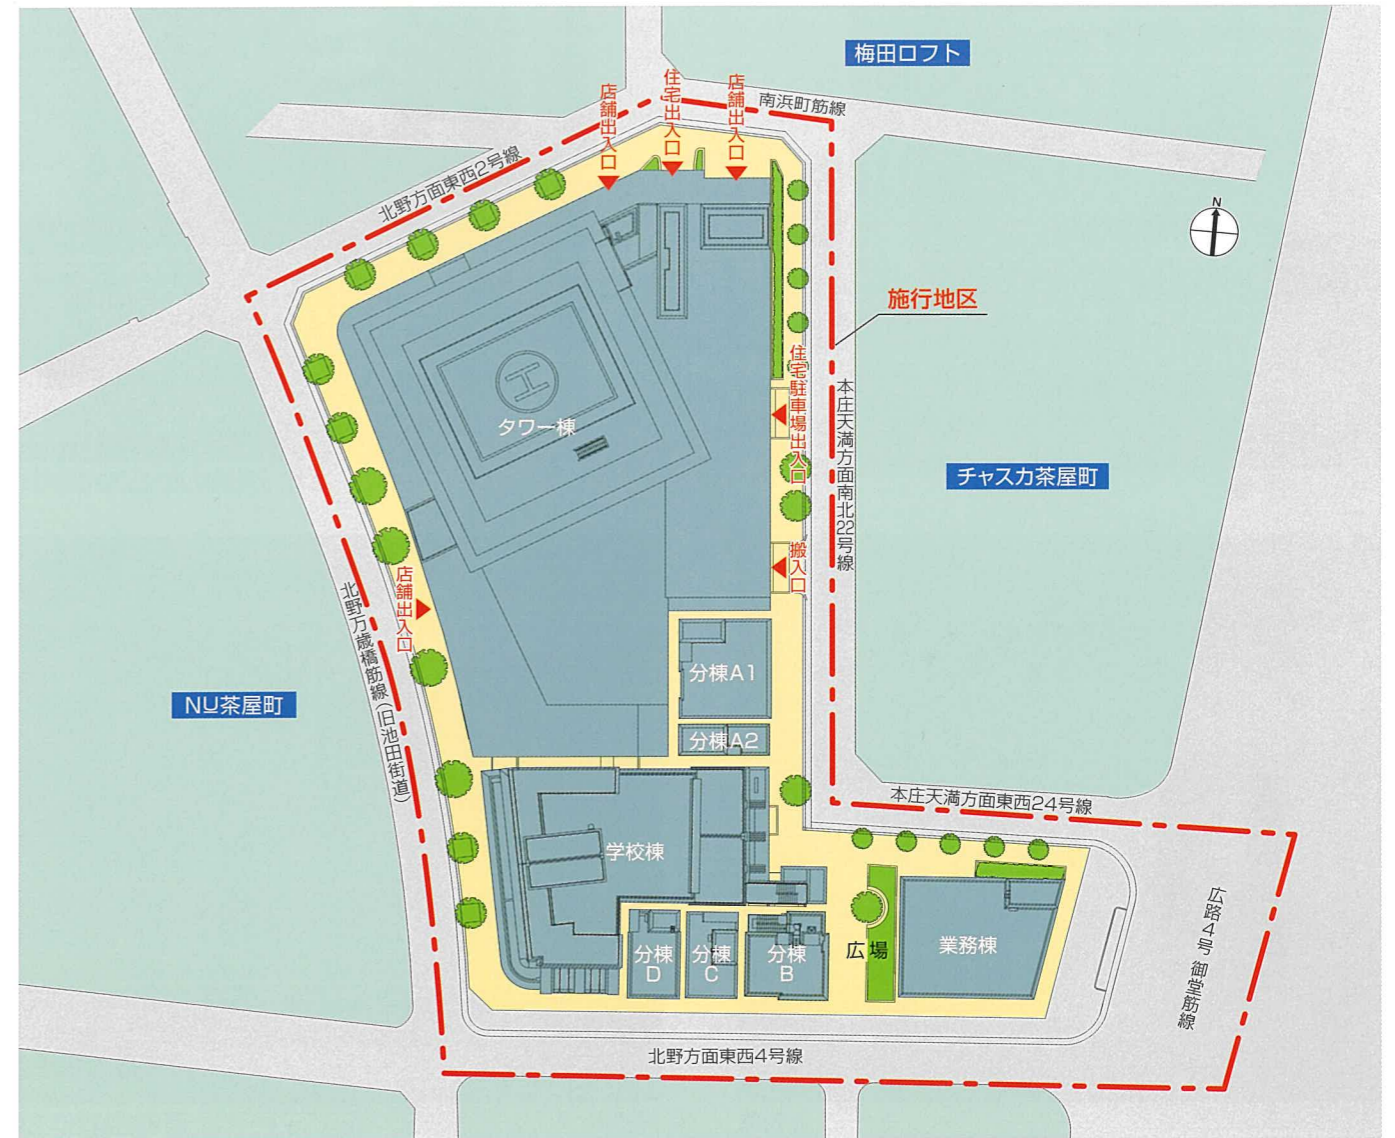 梅田ロフト
店舗出入口
住宅出入口
店舗出入口
南浜町筋線
北野方面東西2号線
N
施行地区
タワー棟
住宅駐車場出入口
本庄天満方面南北22号線
チャスカ茶屋町
搬入口
店舗出入口
北野万歳橋筋線(旧池田街道)
NU茶屋町
分棟A1
分棟A2
本庄天満方面東西24号線
学校棟
広路4号 御堂筋線
分棟
D
分棟
C
分棟
B
広場
業務棟
北野方面東西4号線